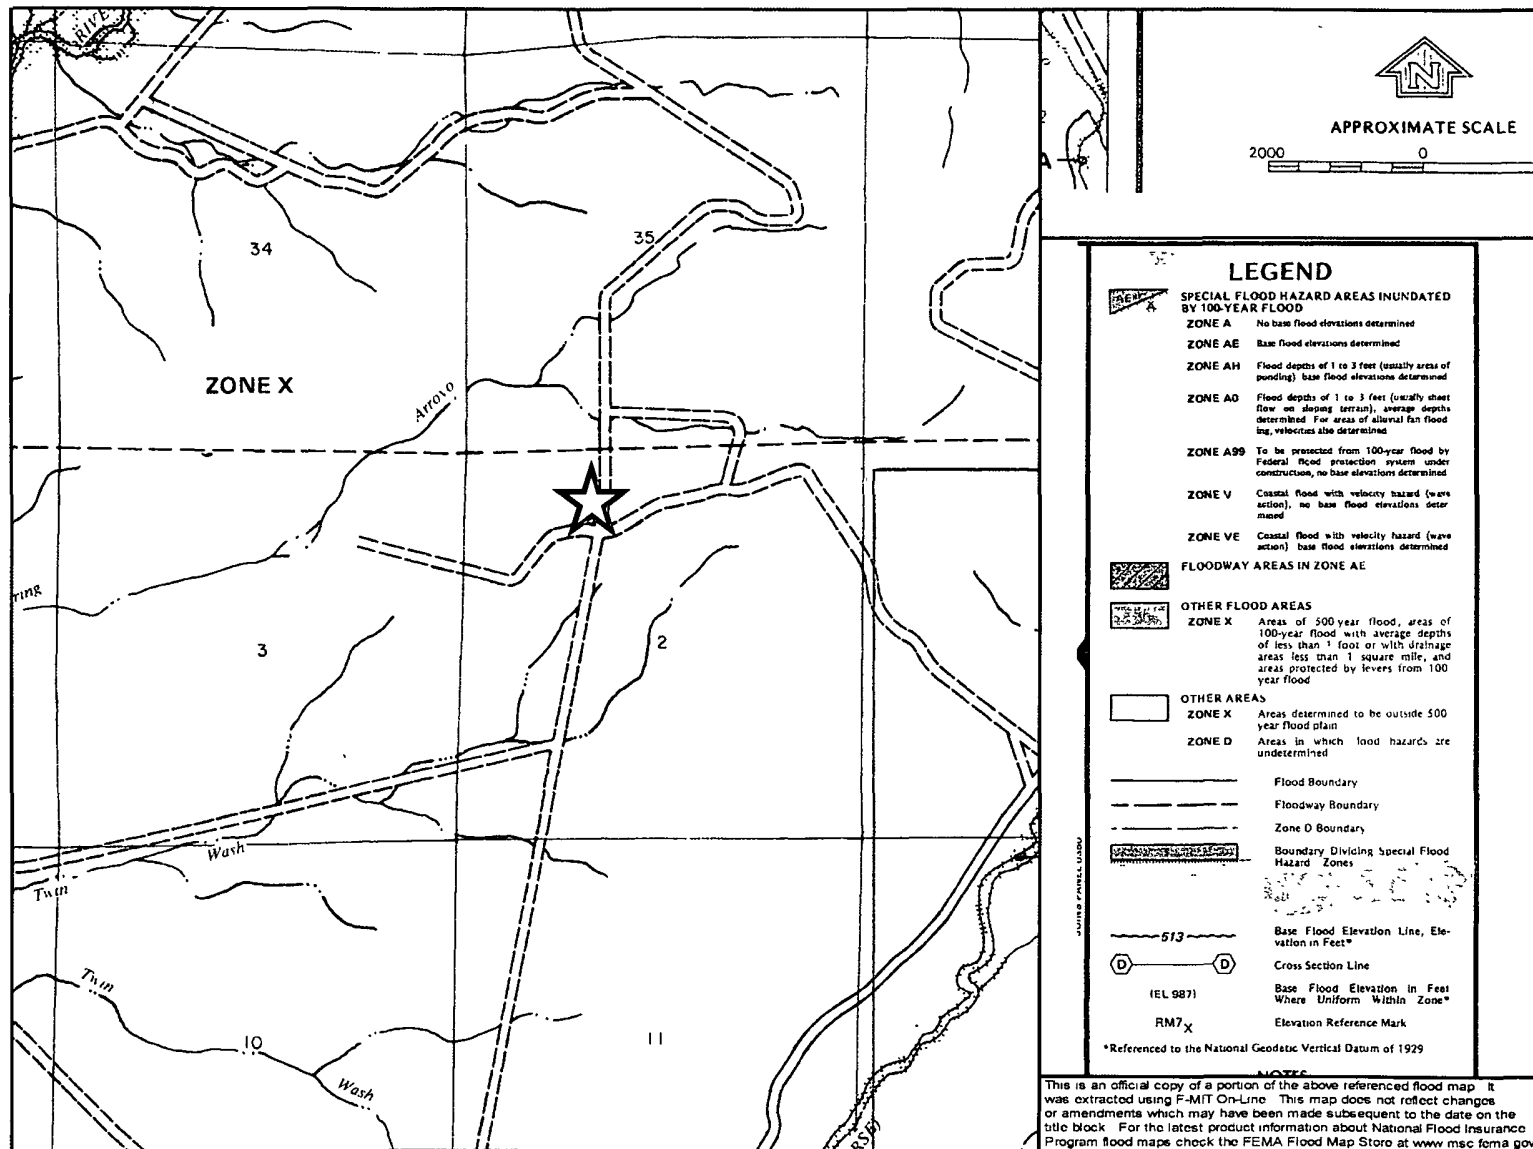 RIVER
34
35
ZONE X
Arroyo
ring
3
2
Wash
Twin
Twin
10
11
Wash
A
N
APPROXIMATE SCALE
2000 0
LEGEND
AE
A
SPECIAL FLOOD HAZARD AREAS INUNDATED
BY 100-YEAR FLOOD
ZONE A No base flood elevations determined
ZONE AE Base flood elevations determined
ZONE AH Flood depths of 1 to 3 feet (usually areas of
ponding) base flood elevations determined
ZONE AO Flood depths of 1 to 3 feet (usually sheet
flow on sloping terrain), average depths
determined For areas of alluvial fan flood
ing, velocities also determined
ZONE A99 To be protected from 100-year flood by
Federal flood protection system under
construction, no base elevations determined
ZONE V Coastal flood with velocity hazard (wave
action), no base flood elevations deter
mined
ZONE VE Coastal flood with velocity hazard (wave
action) base flood elevations determined
FLOODWAY AREAS IN ZONE AE
OTHER FLOOD AREAS
ZONE X Areas of 500 year flood, areas of
100-year flood with average depths
of less than 1 foot or with drainage
areas less than 1 square mile, and
areas protected by levees from 100
year flood
OTHER AREAS
ZONE X Areas determined to be outside 500
year flood plain
ZONE D Areas in which flood hazards are
undetermined
Flood Boundary
Floodway Boundary
Zone D Boundary
Boundary Dividing Special Flood
Hazard Zones
513 Base Flood Elevation Line, Ele-
vation in Feet*
D D Cross Section Line
(EL 987) Base Flood Elevation in Feet
Where Uniform Within Zone*
RM7X Elevation Reference Mark
*Referenced to the National Geodetic Vertical Datum of 1929
NOTES
JOINS PANEL 0360
This is an official copy of a portion of the above referenced flood map It
was extracted using F-MIT On-Line This map does not reflect changes
or amendments which may have been made subsequent to the date on the
title block For the latest product information about National Flood Insurance
Program flood maps check the FEMA Flood Map Store at www msc fema gov